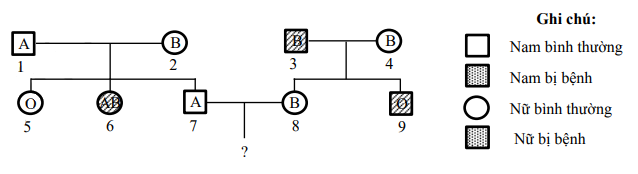 Ghi chú:
A B B B
1 2 3 4
Nam bình thường
Nam bị bệnh
O AB A B O
5 6 7 8 9
Nữ bình thường
?
Nữ bị bệnh